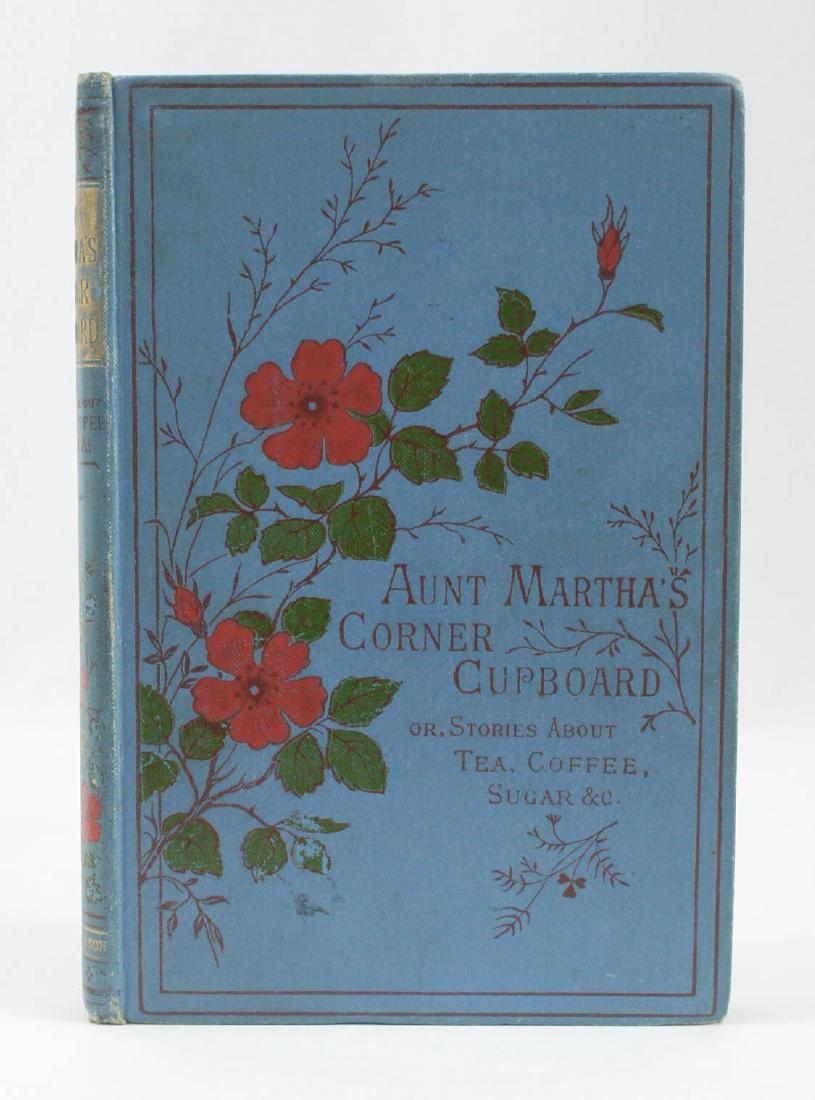 AUNT MARTHA'S
CORNER
CUPBOARD
OR, STORIES ABOUT
TEA, COFFEE,
SUGAR &C.